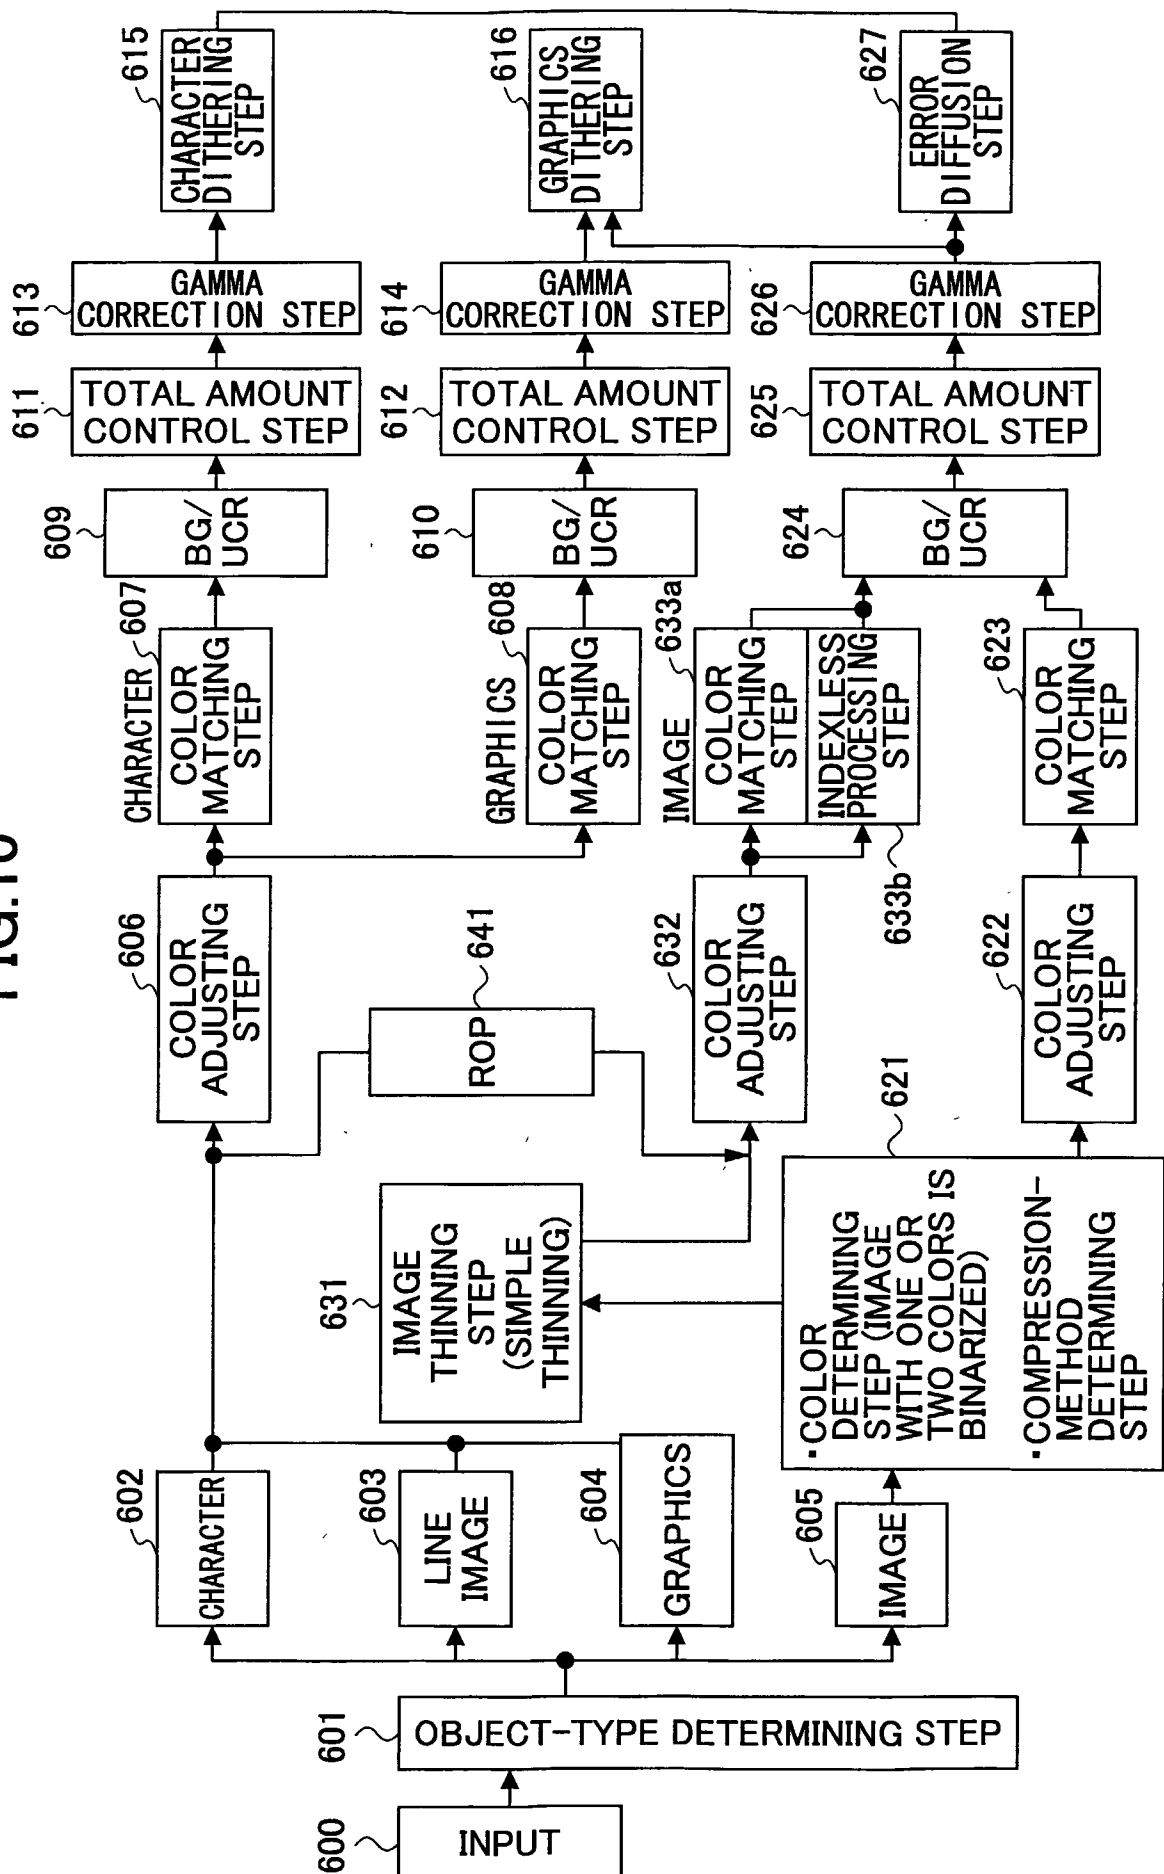 600
INPUT
601
OBJECT-TYPE DETERMINING STEP
602
CHARACTER
603
LINE
IMAGE
604
GRAPHICS
605
IMAGE
631
IMAGE
THINNING
STEP
(SIMPLE
THINNING)
621
・COLOR
DETERMINING
STEP (IMAGE
WITH ONE OR
TWO COLORS IS
BINARIZED)
・COMPRESSION-
METHOD
DETERMINING
STEP
606
COLOR
ADJUSTING
STEP
641
ROP
632
COLOR
ADJUSTING
STEP
622
COLOR
ADJUSTING
STEP
CHARACTER
607
COLOR
MATCHING
STEP
GRAPHICS
608
COLOR
MATCHING
STEP
IMAGE
633a
COLOR
MATCHING
STEP
INDEXLESS
PROCESSING
STEP
633b
623
COLOR
MATCHING
STEP
609
BG/
UCR
610
BG/
UCR
624
BG/
UCR
611
TOTAL AMOUNT
CONTROL STEP
612
TOTAL AMOUNT
CONTROL STEP
625
TOTAL AMOUNT
CONTROL STEP
613
GAMMA
CORRECTION STEP
614
GAMMA
CORRECTION STEP
626
GAMMA
CORRECTION STEP
615
CHARACTER
DITHERING
STEP
616
GRAPHICS
DITHERING
STEP
627
ERROR
DIFFUSION
STEP